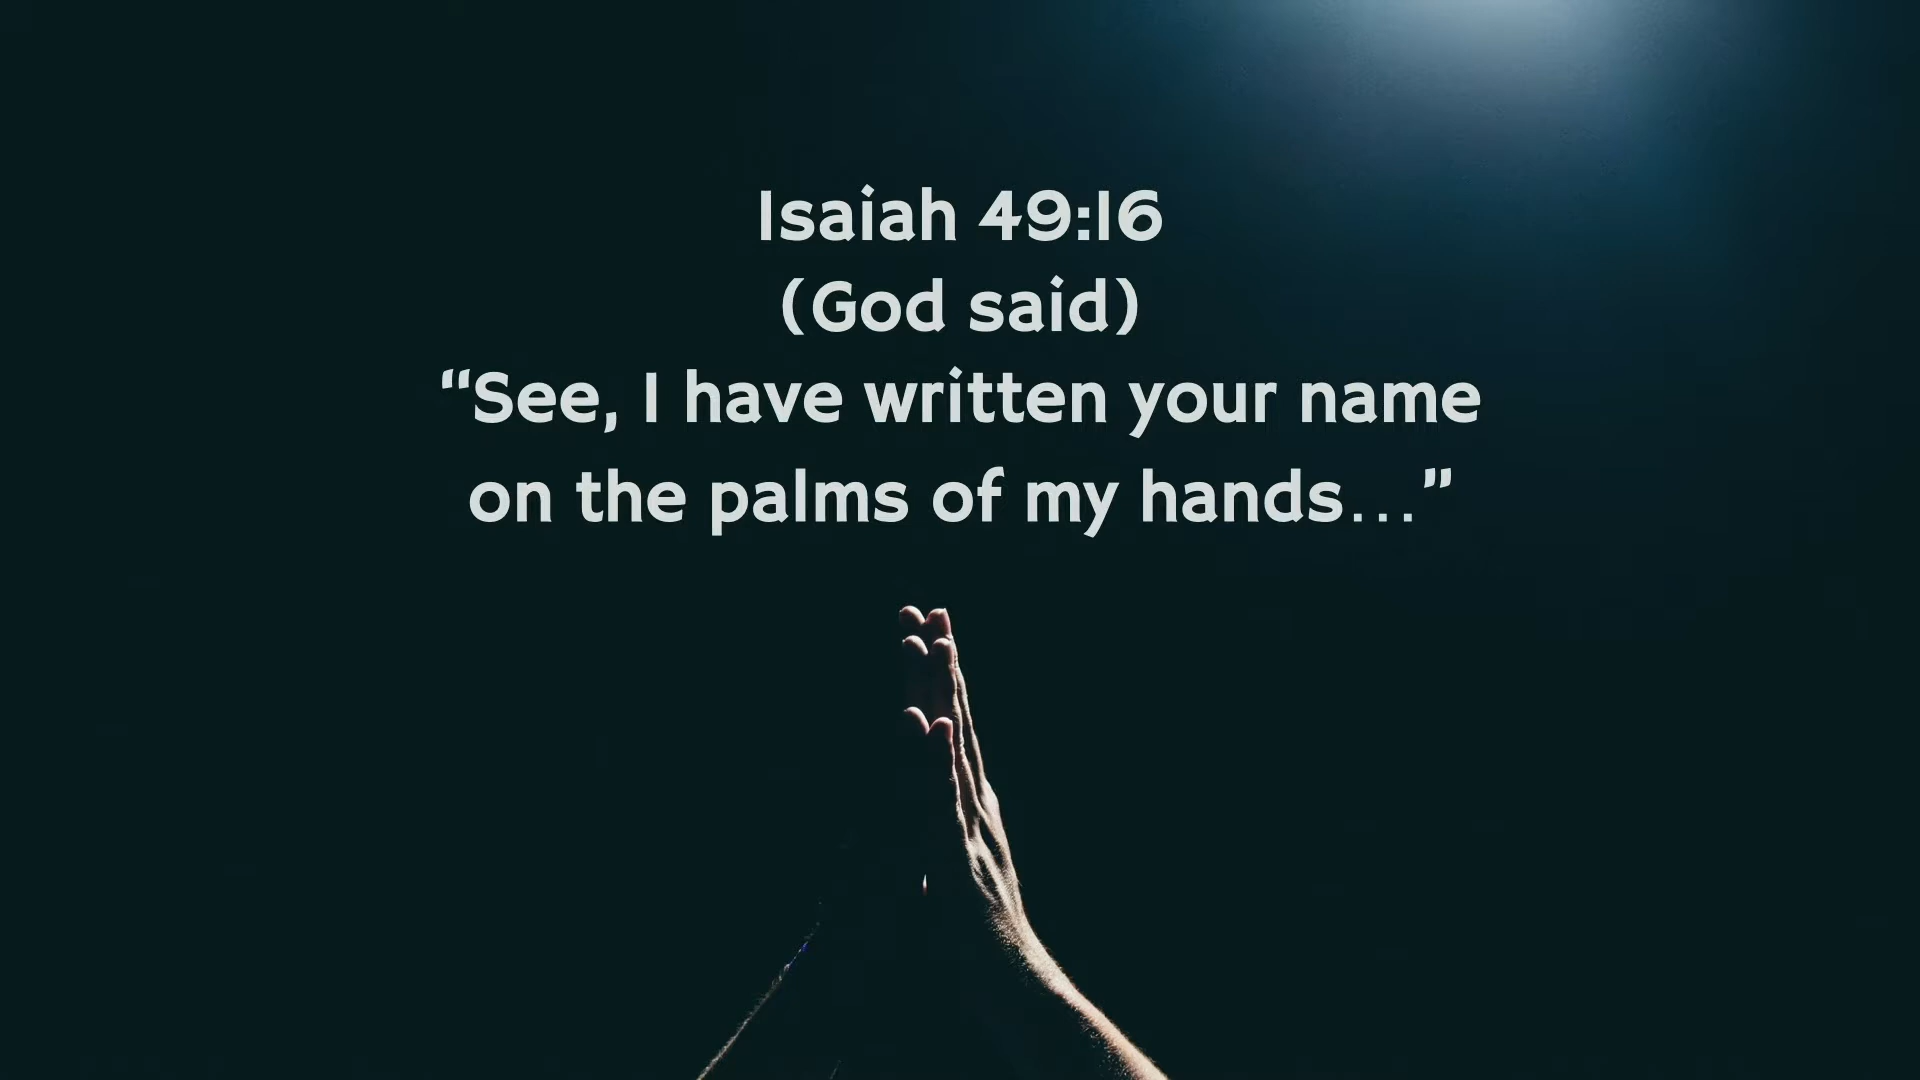 Isaiah 49:16
(God said)
“See, I have written your name
on the palms of my hands...”